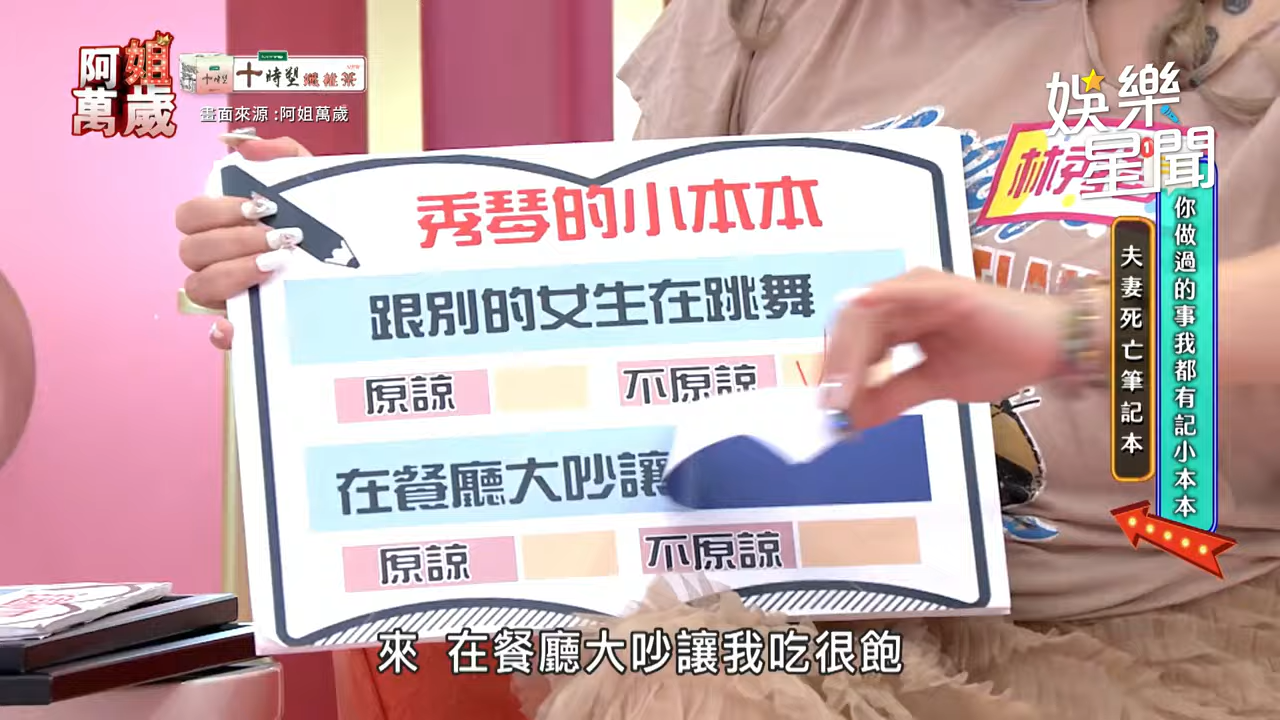 阿姐
萬歲
十時塑
畫面來源:阿姐萬歲
娛樂
星聞
秀琴的小本本
跟別的女生在跳舞
原諒
不原諒
在餐廳大吵讓
原諒
不原諒
你做過的事我都有記小本本
夫妻死亡筆記本
來 在餐廳大吵讓我吃很飽